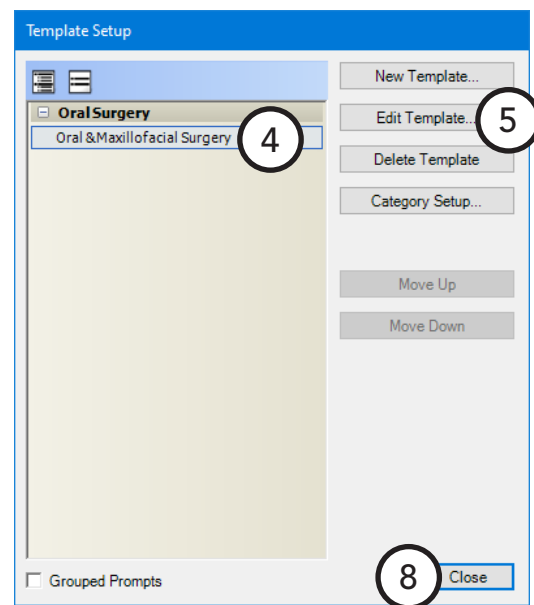 Template Setup
New Template...
Oral Surgery
Edit Template...
5
Oral &Maxillofacial Surgery
4
Delete Template
Category Setup...
Move Up
Move Down
Grouped Prompts
8
Close